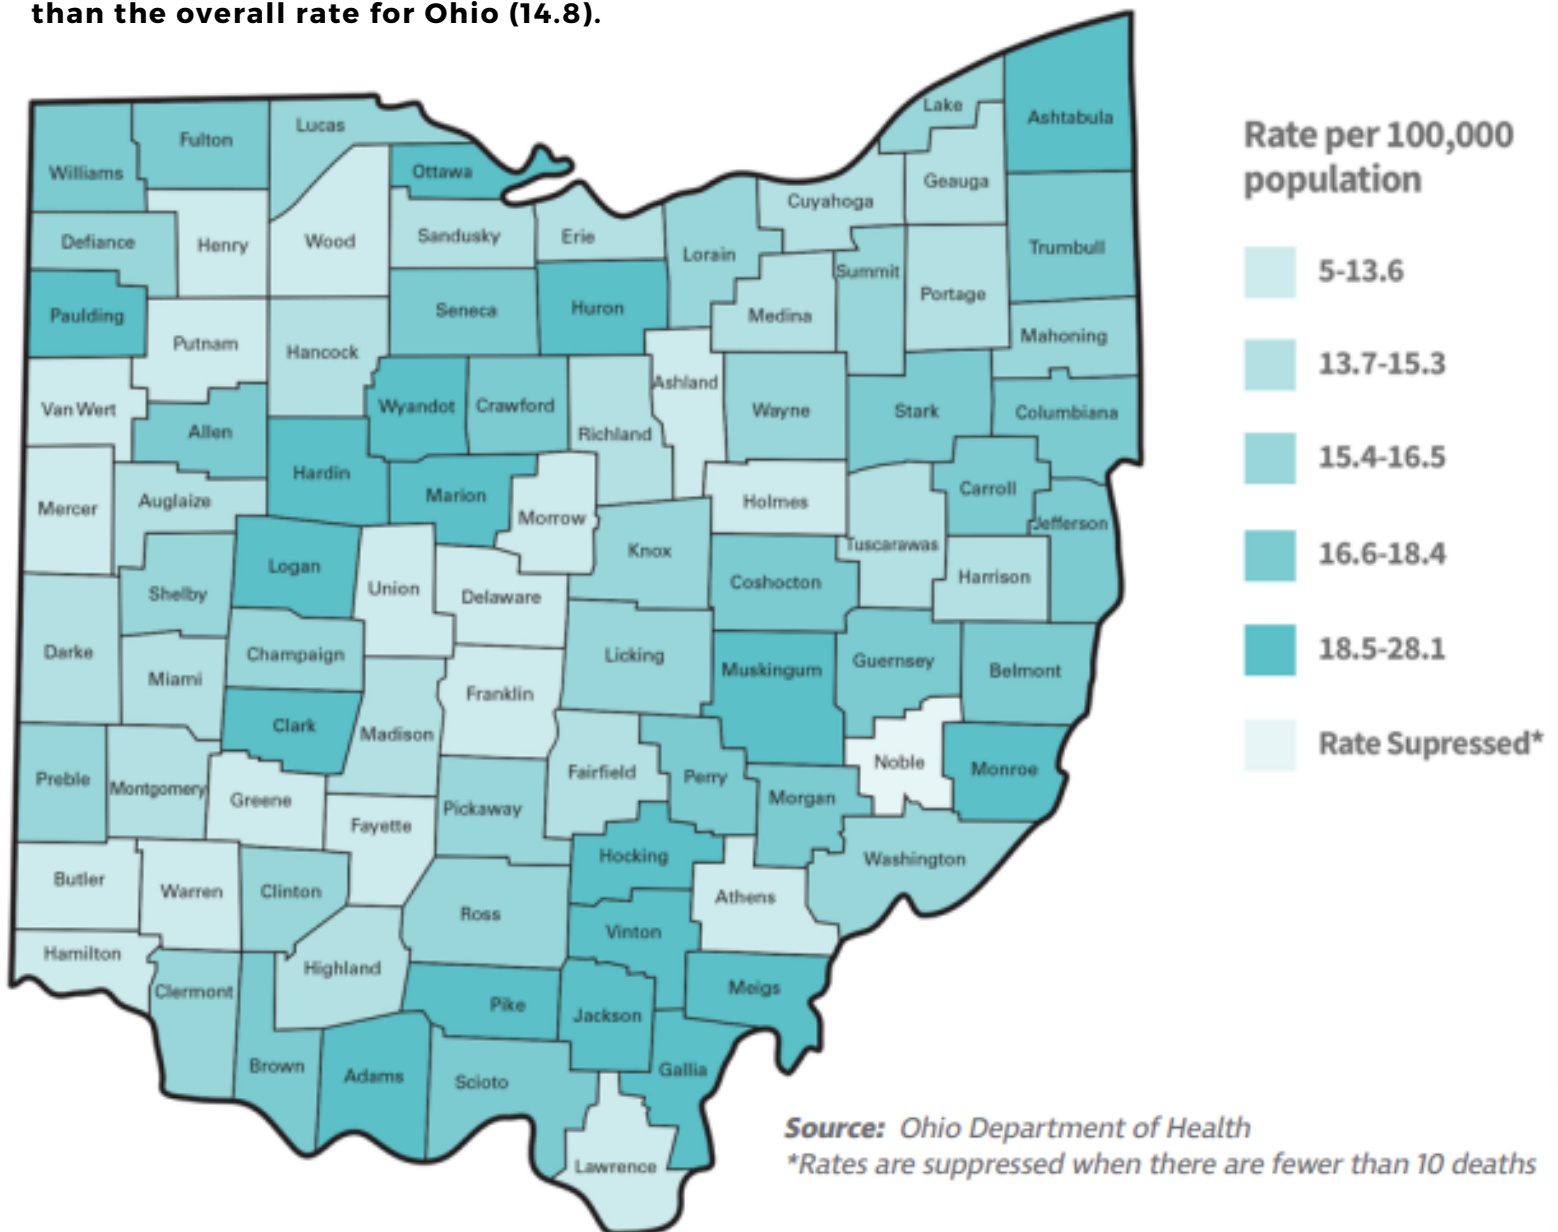 than the overall rate for Ohio (14.8).
Lake
Ashtabula
Lucas
Fulton
Williams
Ottawa
Geauga
Cuyahoga
Defiance
Henry
Wood
Sandusky
Erie
Lorain
Summit
Trumbull
Portage
Paulding
Seneca
Huron
Medina
Putnam
Hancock
Mahoning
Ashland
Van Wert
Wyandot
Crawford
Wayne
Stark
Columbiana
Allen
Richland
Hardin
Marion
Carroll
Mercer
Auglaize
Morrow
Holmes
Jefferson
Knox
Tuscarawas
Logan
Harrison
Shelby
Union
Delaware
Coshocton
Darke
Champaign
Licking
Muskingum
Guernsey
Belmont
Miami
Franklin
Clark
Madison
Noble
Monroe
Preble
Montgomery
Greene
Fairfield
Perry
Morgan
Pickaway
Fayette
Hocking
Washington
Butler
Warren
Clinton
Athens
Ross
Vinton
Hamilton
Highland
Clermont
Pike
Jackson
Meigs
Brown
Adams
Scioto
Gallia
Lawrence
Rate per 100,000
population
5-13.6
13.7-15.3
15.4-16.5
16.6-18.4
18.5-28.1
Rate Supressed*
Source: Ohio Department of Health
*Rates are suppressed when there are fewer than 10 deaths